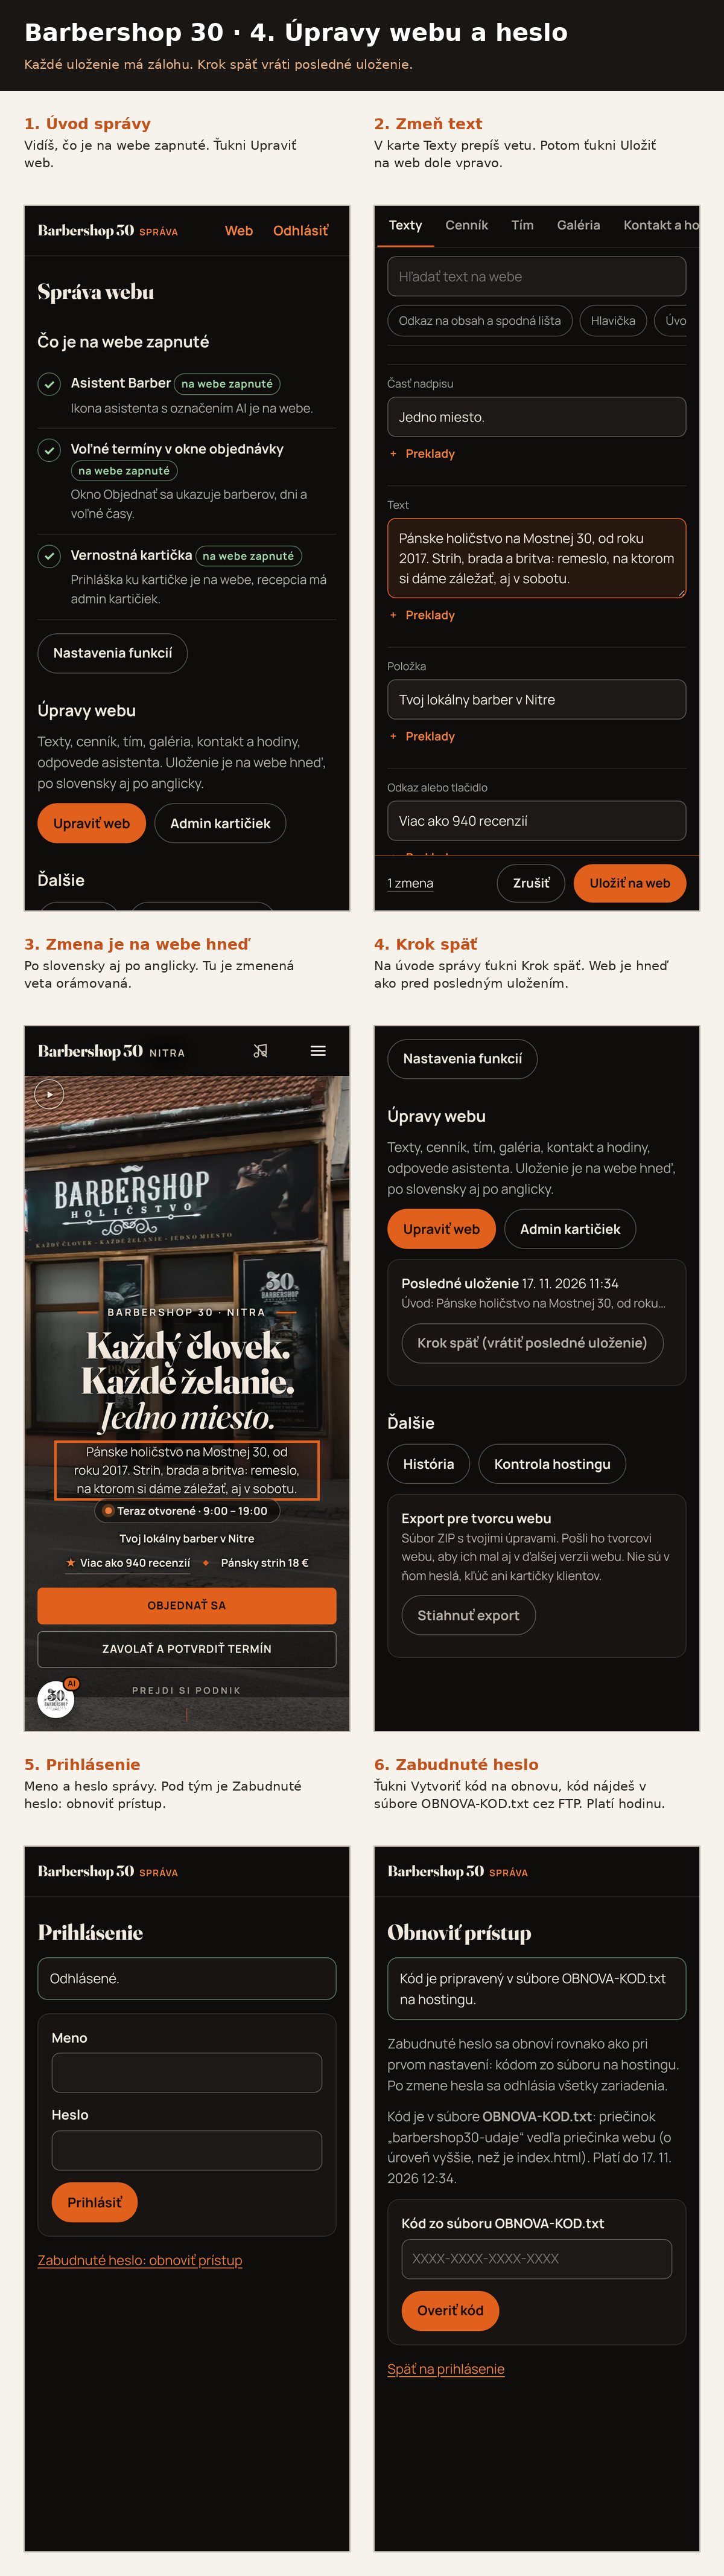 Barbershop 30 · 4. Úpravy webu a heslo
Každé uloženie má zálohu. Krok späť vráti posledné uloženie.
1. Úvod správy
Vidíš, čo je na webe zapnuté. Ťukni Upraviť
web.
Barbershop 30 SPRÁVA
Web
Odhlásiť
Správa webu
Čo je na webe zapnuté
Asistent Barber na webe zapnuté
Ikona asistenta s označením AI je na webe.
Voľné termíny v okne objednávky
na webe zapnuté
Okno Objednať sa ukazuje barberov, dni a
voľné časy.
Vernostná kartička na webe zapnuté
Prihláška ku kartičke je na webe, recepcia má
admin kartičiek.
Nastavenia funkcií
Úpravy webu
Texty, cenník, tím, galéria, kontakt a hodiny,
odpovede asistenta. Uloženie je na webe hneď,
po slovensky aj po anglicky.
Upraviť web
Admin kartičiek
Ďalšie
2. Zmeň text
V karte Texty prepíš vetu. Potom ťukni Uložiť
na web dole vpravo.
Texty
Cenník
Tím
Galéria
Kontakt a ho
Hľadať text na webe
Odkaz na obsah a spodná lišta
Hlavička
Úvo
Časť nadpisu
Jedno miesto.
+ Preklady
Text
Pánske holičstvo na Mostnej 30, od roku
2017. Strih, brada a britva: remeslo, na ktorom
si dáme záležať, aj v sobotu.
+ Preklady
Položka
Tvoj lokálny barber v Nitre
+ Preklady
Odkaz alebo tlačidlo
Viac ako 940 recenzií
1 zmena
Zrušiť
Uložiť na web
3. Zmena je na webe hneď
Po slovensky aj po anglicky. Tu je zmenená
veta orámovaná.
Barbershop 30 NITRA
BARBERSHOP
HOLIČSTVO
KAŽDÝ ČLOVEK · KAŽDÉ ŽELANIE · JEDNO MIESTO
30
BARBERSHOP
BARBERSHOP 30 · NITRA
Každý človek.
Každé želanie.
Jedno miesto.
Pánske holičstvo na Mostnej 30, od
roku 2017. Strih, brada a britva: remeslo,
na ktorom si dáme záležať, aj v sobotu.
Teraz otvorené · 9:00 – 19:00
Tvoj lokálny barber v Nitre
★ Viac ako 940 recenzií ◆ Pánsky strih 18 €
OBJEDNAŤ SA
ZAVOLAŤ A POTVRDIŤ TERMÍN
30
BARBERSHOP
AI
PREJDI SI PODNIK
4. Krok späť
Na úvode správy ťukni Krok späť. Web je hneď
ako pred posledným uložením.
Nastavenia funkcií
Úpravy webu
Texty, cenník, tím, galéria, kontakt a hodiny,
odpovede asistenta. Uloženie je na webe hneď,
po slovensky aj po anglicky.
Upraviť web
Admin kartičiek
Posledné uloženie 17. 11. 2026 11:34
Úvod: Pánske holičstvo na Mostnej 30, od roku...
Krok späť (vrátiť posledné uloženie)
Ďalšie
História
Kontrola hostingu
Export pre tvorcu webu
Súbor ZIP s tvojimi úpravami. Pošli ho tvorcovi
webu, aby ich mal aj v ďalšej verzii webu. Nie sú v
ňom heslá, kľúč ani kartičky klientov.
Stiahnuť export
5. Prihlásenie
Meno a heslo správy. Pod tým je Zabudnuté
heslo: obnoviť prístup.
Barbershop 30 SPRÁVA
Prihlásenie
Odhlásené.
Meno
Heslo
Prihlásiť
Zabudnuté heslo: obnoviť prístup
6. Zabudnuté heslo
Ťukni Vytvoriť kód na obnovu, kód nájdeš v
súbore OBNOVA-KOD.txt cez FTP. Platí hodinu.
Barbershop 30 SPRÁVA
Obnoviť prístup
Kód je pripravený v súbore OBNOVA-KOD.txt
na hostingu.
Zabudnuté heslo sa obnoví rovnako ako pri
prvom nastavení: kódom zo súboru na hostingu.
Po zmene hesla sa odhlásia všetky zariadenia.
Kód je v súbore OBNOVA-KOD.txt: priečinok
„barbershop30-udaje“ vedľa priečinka webu (o
úroveň vyššie, než je index.html). Platí do 17. 11.
2026 12:34.
Kód zo súboru OBNOVA-KOD.txt
XXXX-XXXX-XXXX-XXXX
Overiť kód
Späť na prihlásenie